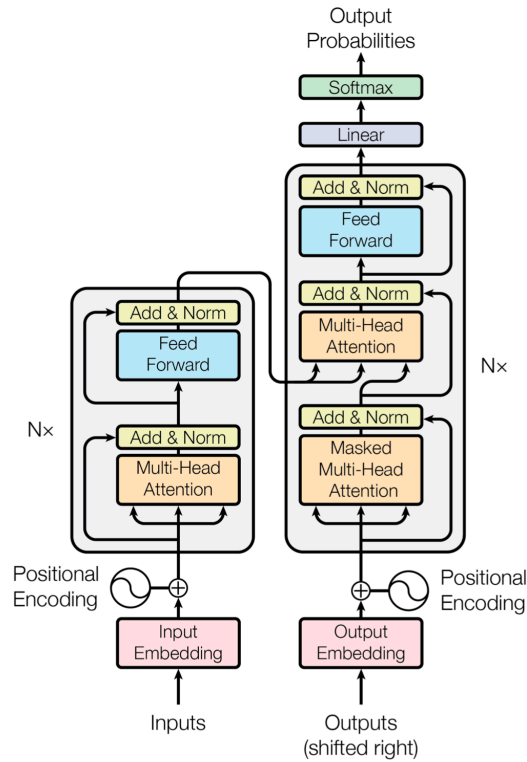 Output
Probabilities
Softmax
Linear
Add & Norm
Feed
Forward
Add & Norm
Multi-Head
Attention
Add & Norm
Masked
Multi-Head
Attention
N×
Add & Norm
Feed
Forward
Add & Norm
Multi-Head
Attention
N×
Positional
Encoding
Positional
Encoding
Input
Embedding
Output
Embedding
Inputs
Outputs
(shifted right)